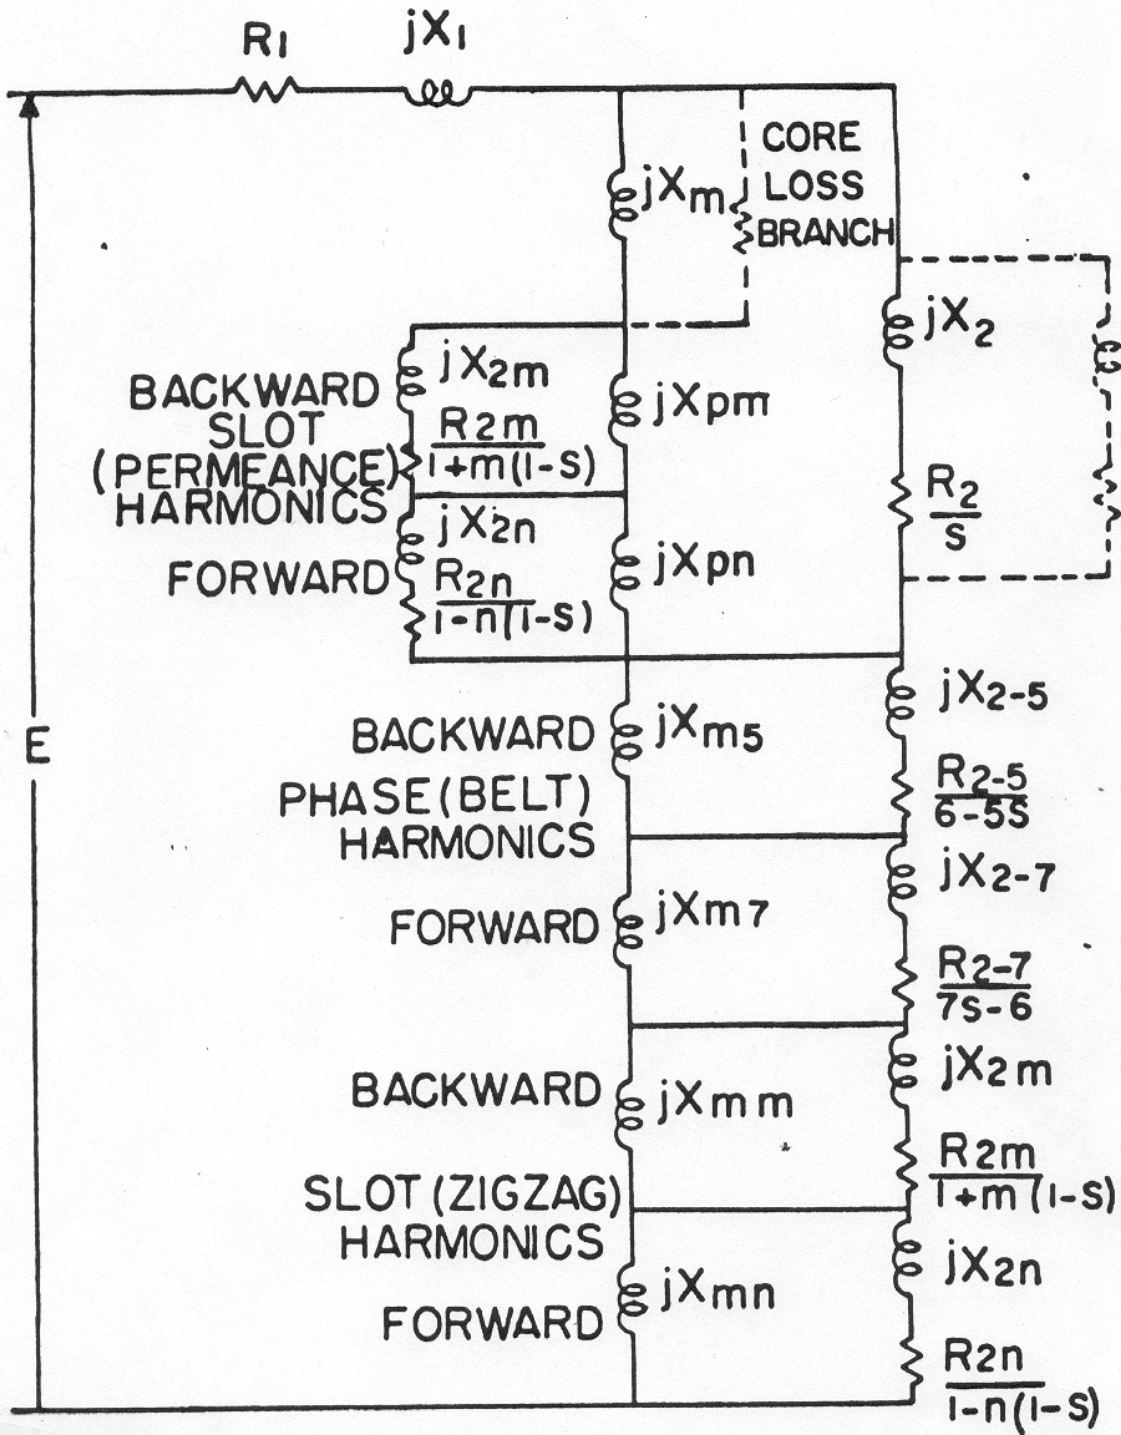 R1
jX1
CORE
LOSS
BRANCH
jXm
jX2
jX2m
BACKWARD
SLOT
(PERMEANCE)
HARMONICS
R2m
1+m(1-S)
jXpm
R2
S
jX2n
FORWARD
R2n
1-n(1-S)
jXpn
E
BACKWARD
jXm5
jX2-5
PHASE(BELT)
HARMONICS
R2-5
6-5S
jX2-7
FORWARD
jXm7
R2-7
7S-6
BACKWARD
jXmm
jX2m
SLOT (ZIGZAG)
HARMONICS
R2m
1+m(1-S)
FORWARD
jXmn
jX2n
R2n
1-n(1-S)